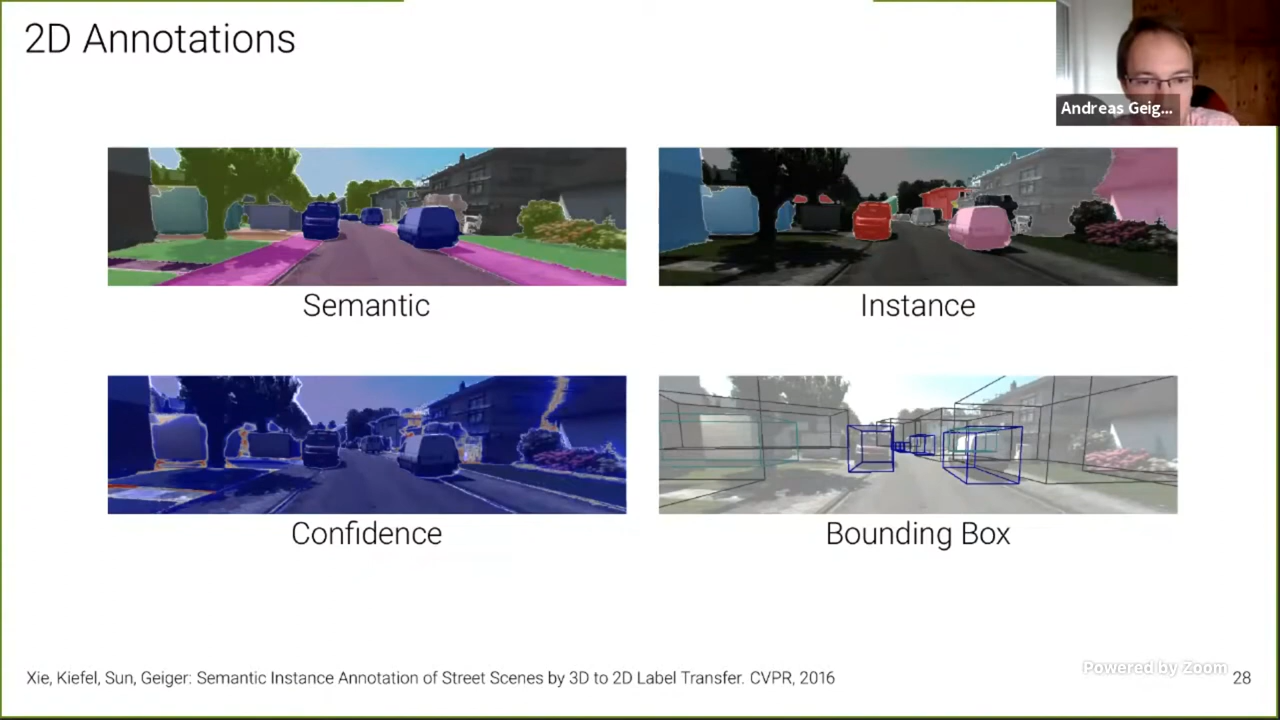 2D Annotations
Andreas Geig...
Semantic
Instance
Confidence
Bounding Box
Xie, Kiefel, Sun, Geiger: Semantic Instance Annotation of Street Scenes by 3D to 2D Label Transfer. CVPR, 2016
Powered by Zoom
28